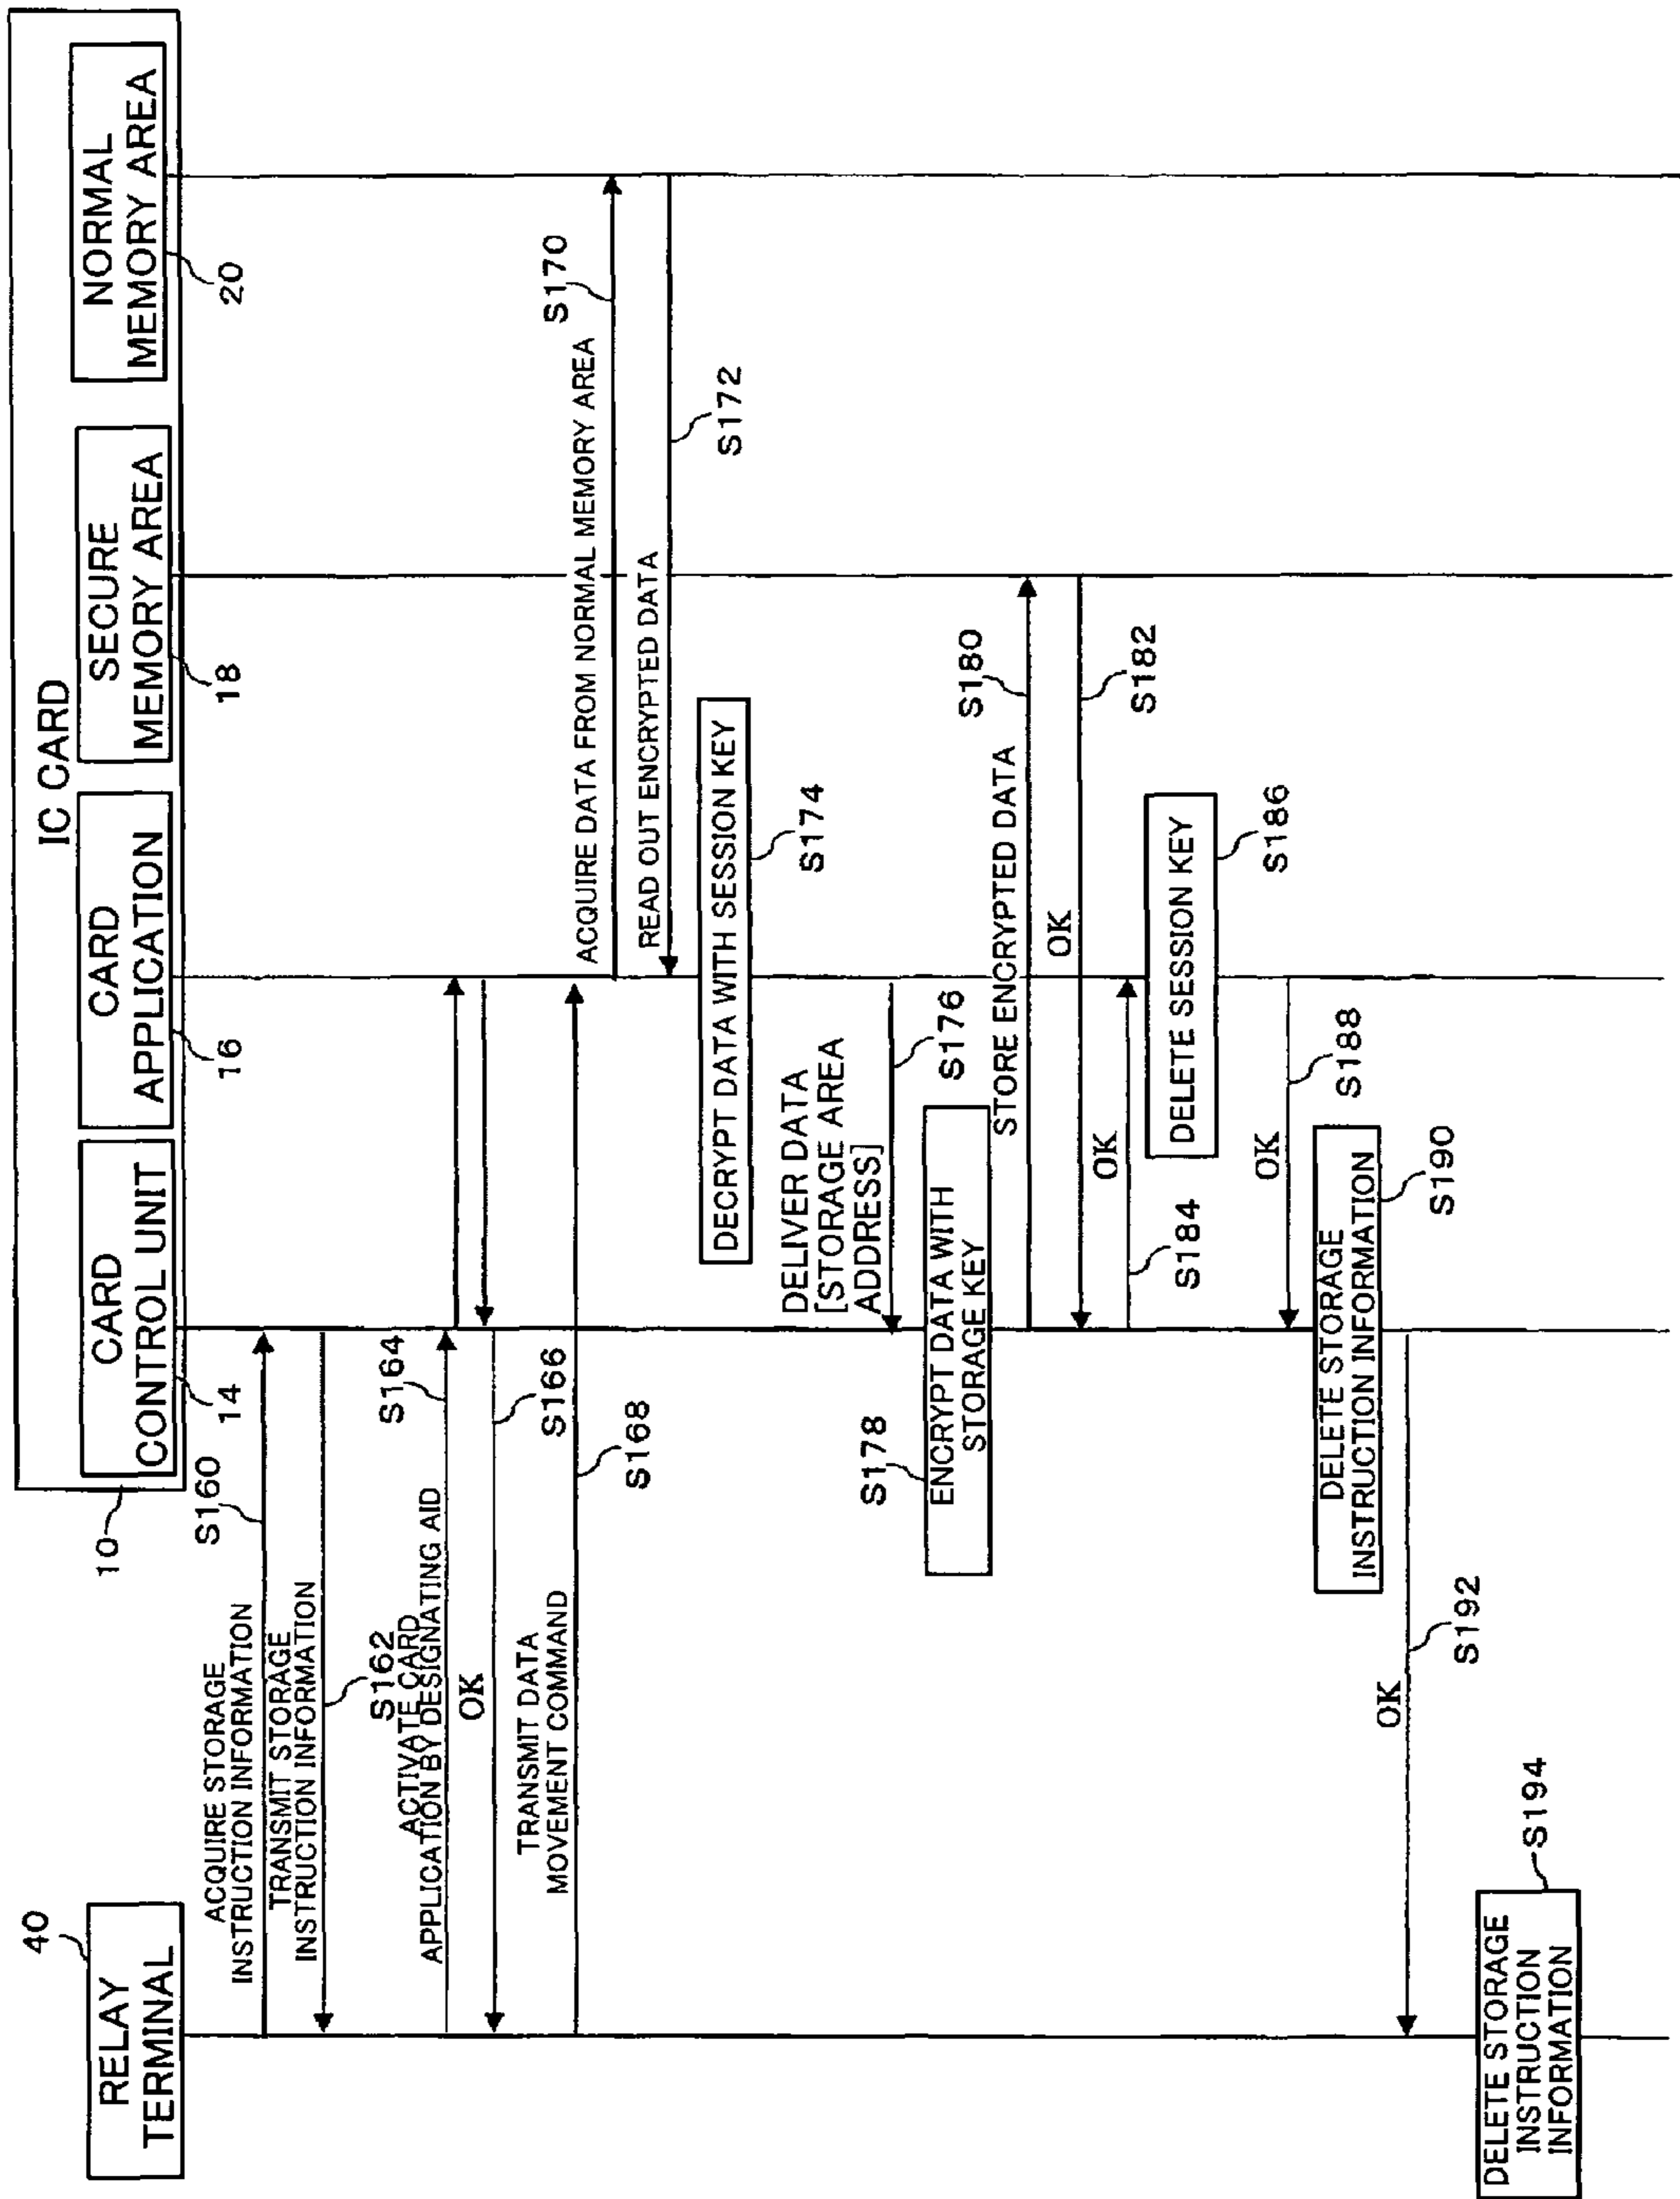 IC CARD
40
RELAY
TERMINAL
10
CARD
CONTROL UNIT
14
CARD
APPLICATION
16
SECURE
MEMORY AREA
18
NORMAL
MEMORY AREA
20
ACQUIRE STORAGE
INSTRUCTION INFORMATION
S160
TRANSMIT STORAGE
INSTRUCTION INFORMATION
S162
ACTIVATE CARD
APPLICATION BY DESIGNATING AID
S164
OK
S166
TRANSMIT DATA
MOVEMENT COMMAND
S168
ACQUIRE DATA FROM NORMAL MEMORY AREA
S170
READ OUT ENCRYPTED DATA
S172
DECRYPT DATA WITH SESSION KEY
S174
DELIVER DATA
[STORAGE AREA
ADDRESS]
S176
S178
ENCRYPT DATA WITH
STORAGE KEY
STORE ENCRYPTED DATA
S180
OK
S182
OK
S184
DELETE SESSION KEY
S186
OK
S188
DELETE STORAGE
INSTRUCTION INFORMATION
S190
OK
S192
DELETE STORAGE
INSTRUCTION
INFORMATION
S194